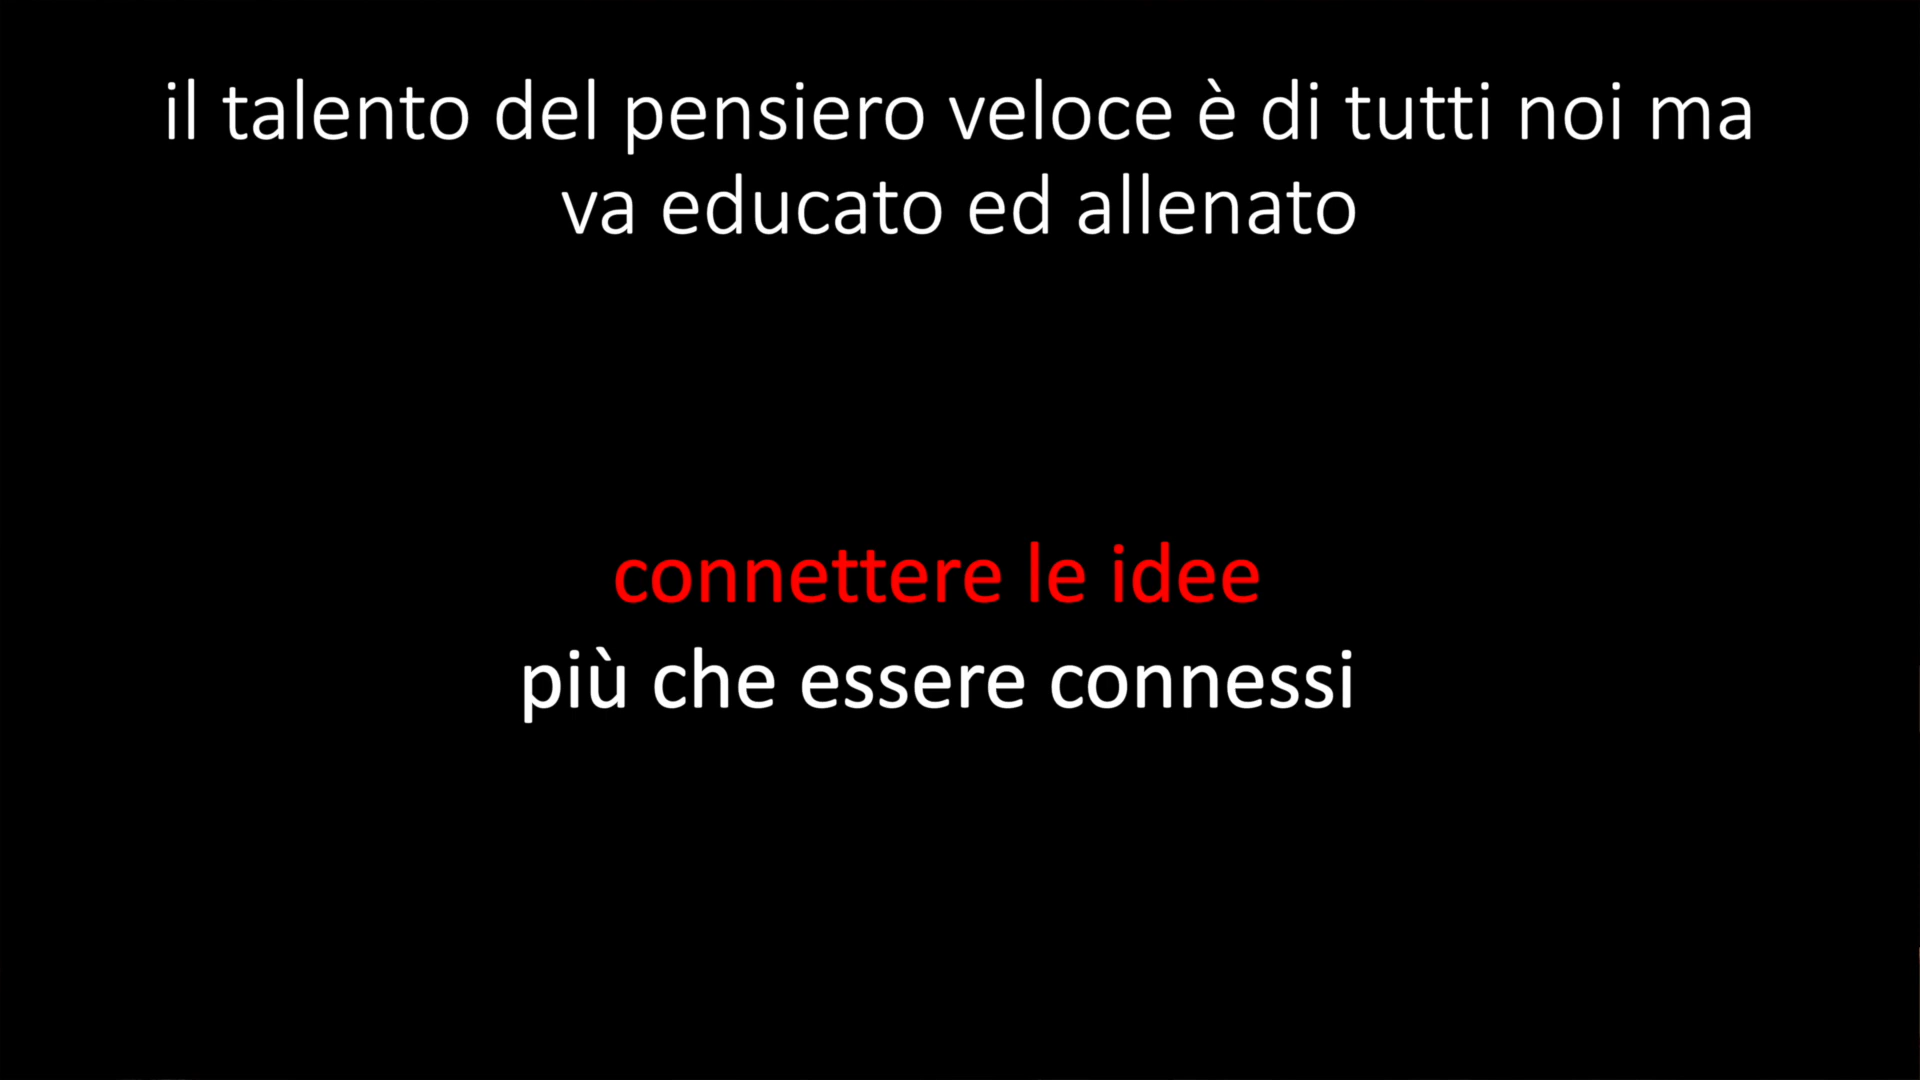 il talento del pensiero veloce è di tutti noi ma
va educato ed allenato
connettere le idee
più che essere connessi